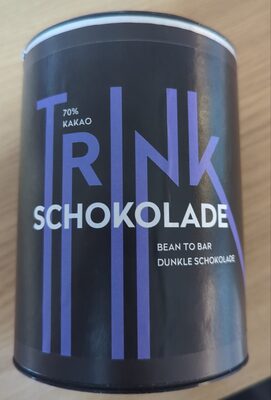 70%
KAKAO
TRINK
SCHOKOLADE
BEAN TO BAR
DUNKLE SCHOKOLADE